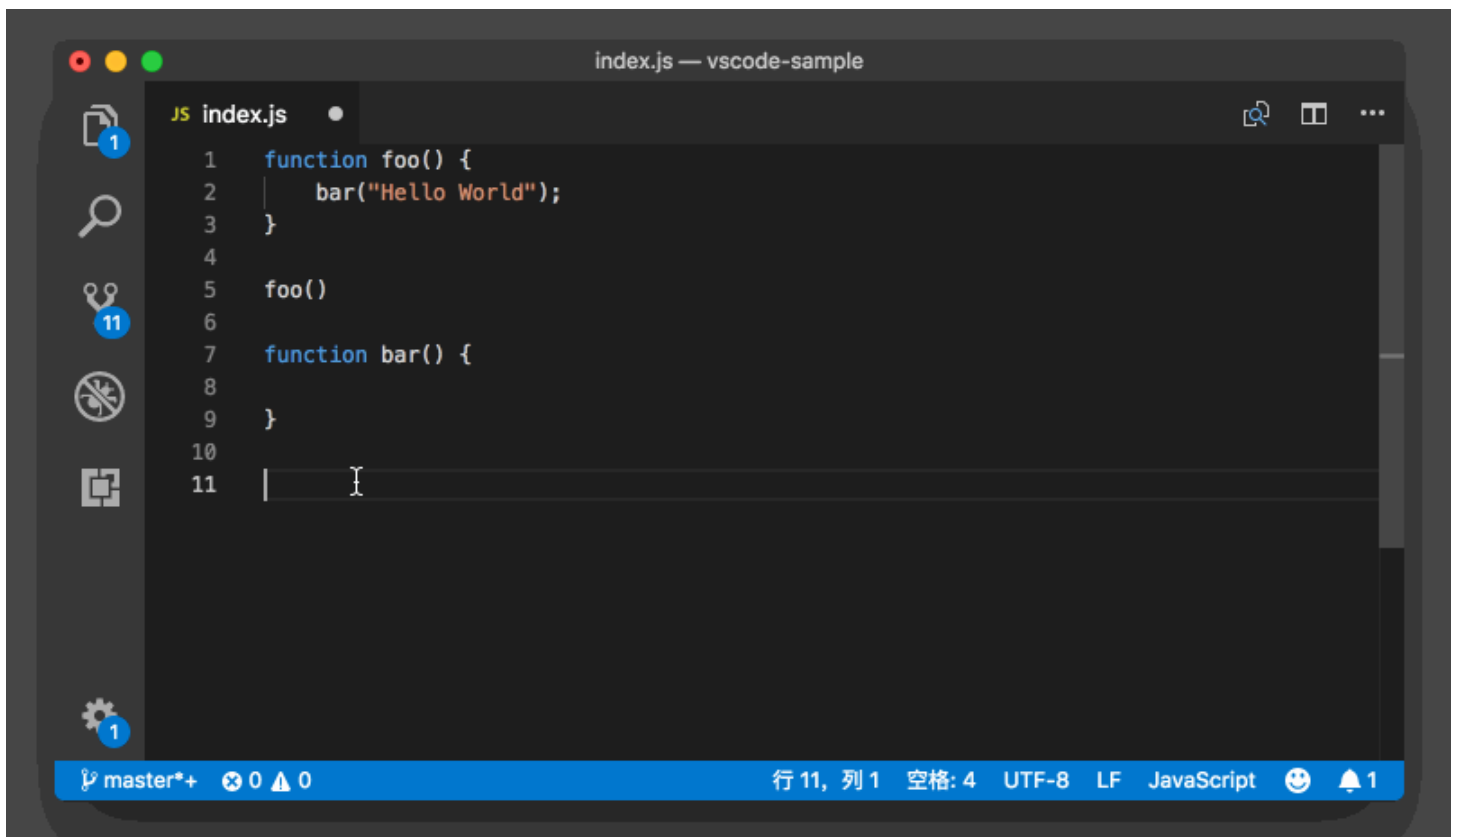 index.js — vscode-sample
JS index.js
1
1 function foo() {
2 bar("Hello World");
3 }
4
5 foo()
11
6
7 function bar() {
8
9 }
10
11
1
master*+ 0 0 行 11, 列 1 空格: 4 UTF-8 LF JavaScript 1